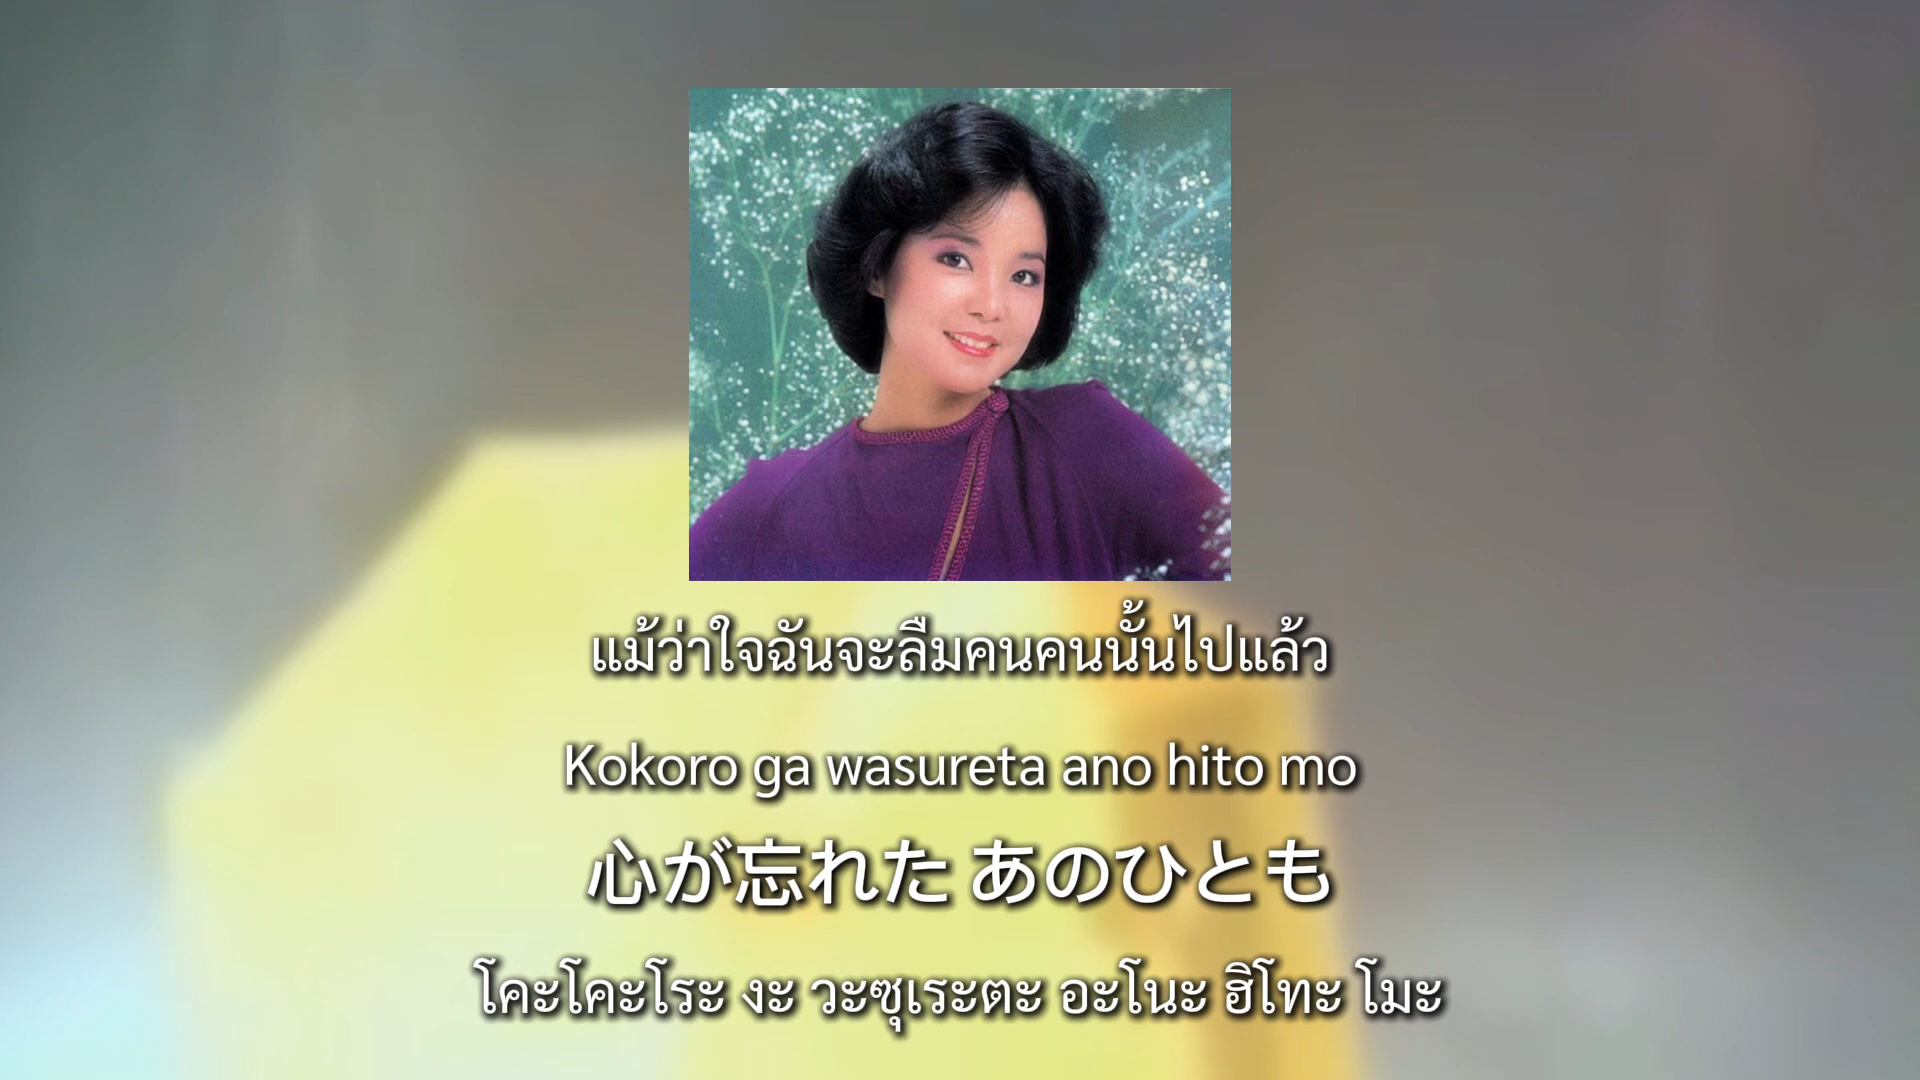 แม้ว่าใจฉันจะลืมคนคนนั้นไปแล้ว
Kokoro ga wasureta ano hito mo
心が忘れた あのひとも
โคะโคะโระ งะ วะซุเระตะ อะโนะ ฮิโทะ โมะ